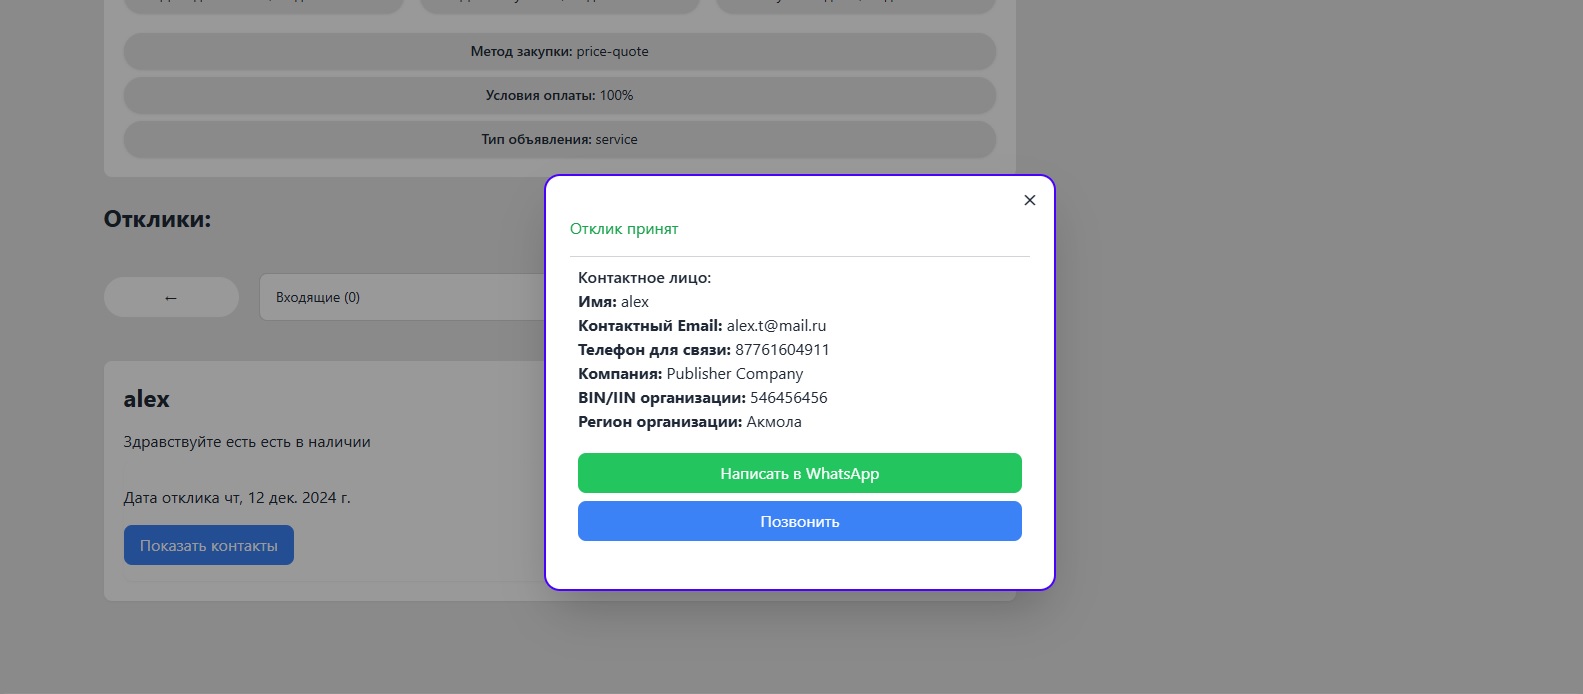 Метод закупки: price-quote
Условия оплаты: 100%
Тип объявления: service
Отклики:
←
Входящие (0)
alex
Здравствуйте есть есть в наличии
Дата отклика чт, 12 дек. 2024 г.
Показать контакты
×
Отклик принят
Контактное лицо:
Имя: alex
Контактный Email: alex.t@mail.ru
Телефон для связи: 87761604911
Компания: Publisher Company
BIN/IIN организации: 546456456
Регион организации: Акмола
Написать в WhatsApp
Позвонить